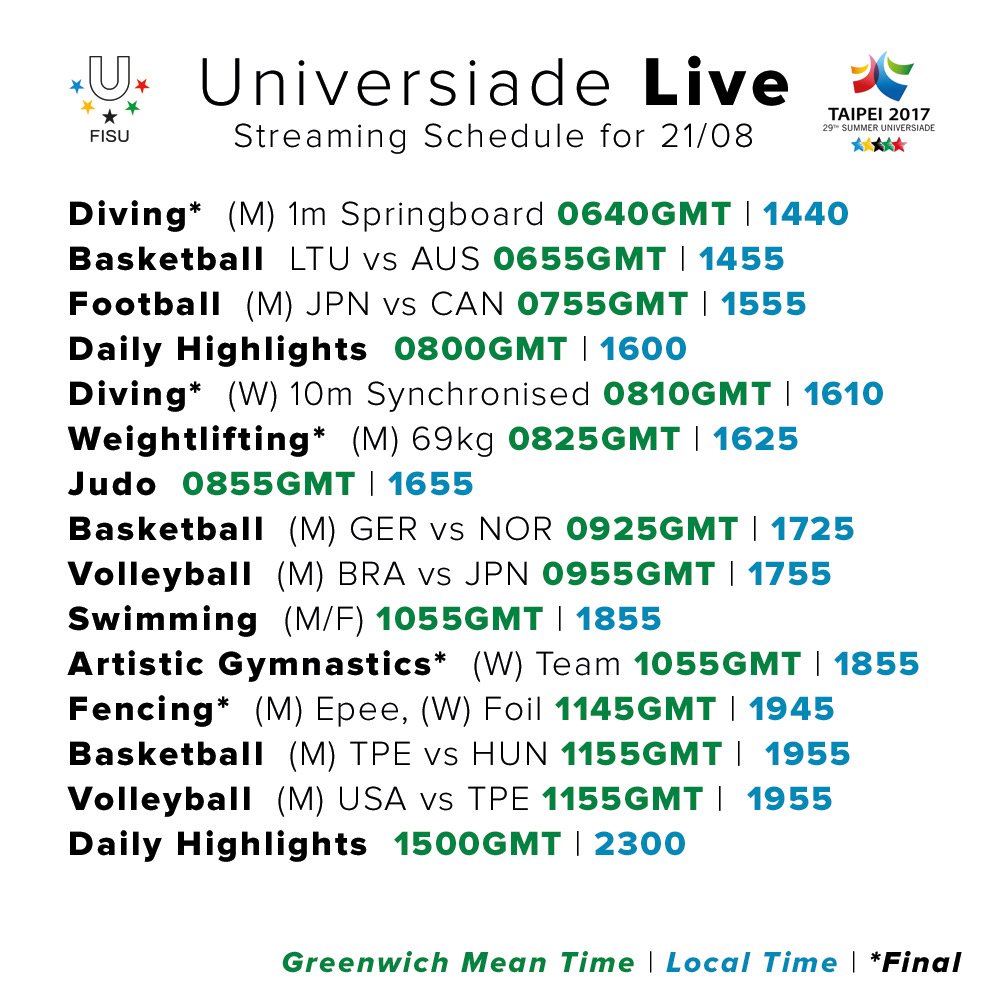 U
FISU
Universiade Live
Streaming Schedule for 21/08
TAIPEI 2017
29TH SUMMER UNIVERSIADE
Diving* (M) 1m Springboard 0640GMT | 1440
Basketball LTU vs AUS 0655GMT | 1455
Football (M) JPN vs CAN 0755GMT | 1555
Daily Highlights 0800GMT | 1600
Diving* (W) 10m Synchronised 0810GMT | 1610
Weightlifting* (M) 69kg 0825GMT | 1625
Judo 0855GMT | 1655
Basketball (M) GER vs NOR 0925GMT | 1725
Volleyball (M) BRA vs JPN 0955GMT | 1755
Swimming (M/F) 1055GMT | 1855
Artistic Gymnastics* (W) Team 1055GMT | 1855
Fencing* (M) Epee, (W) Foil 1145GMT | 1945
Basketball (M) TPE vs HUN 1155GMT | 1955
Volleyball (M) USA vs TPE 1155GMT | 1955
Daily Highlights 1500GMT | 2300
Greenwich Mean Time | Local Time | *Final